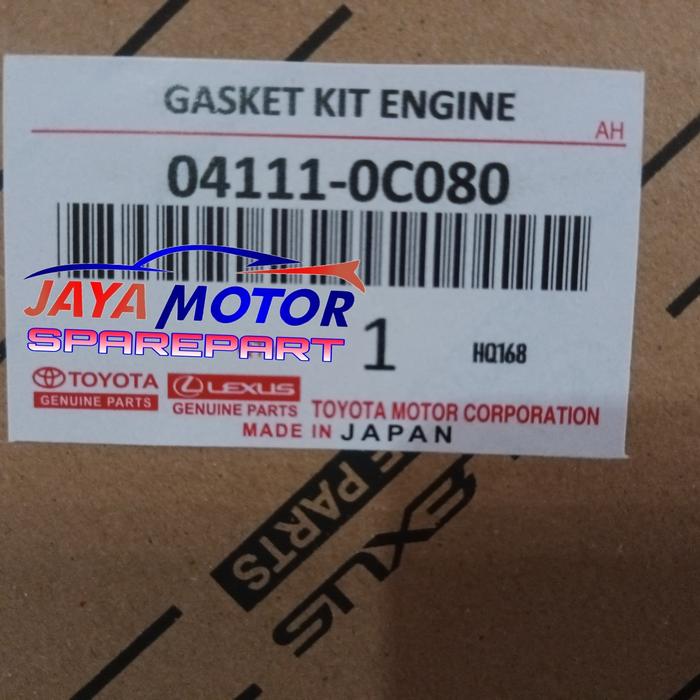 GASKET KIT ENGINE
AH
04111-0C080
JAYA MOTOR
SPAREPART
1
HQ168
TOYOTA
GENUINE PARTS
LEXUS
GENUINE PARTS
TOYOTA MOTOR CORPORATION
MADE IN JAPAN
E PARTS
EXUS